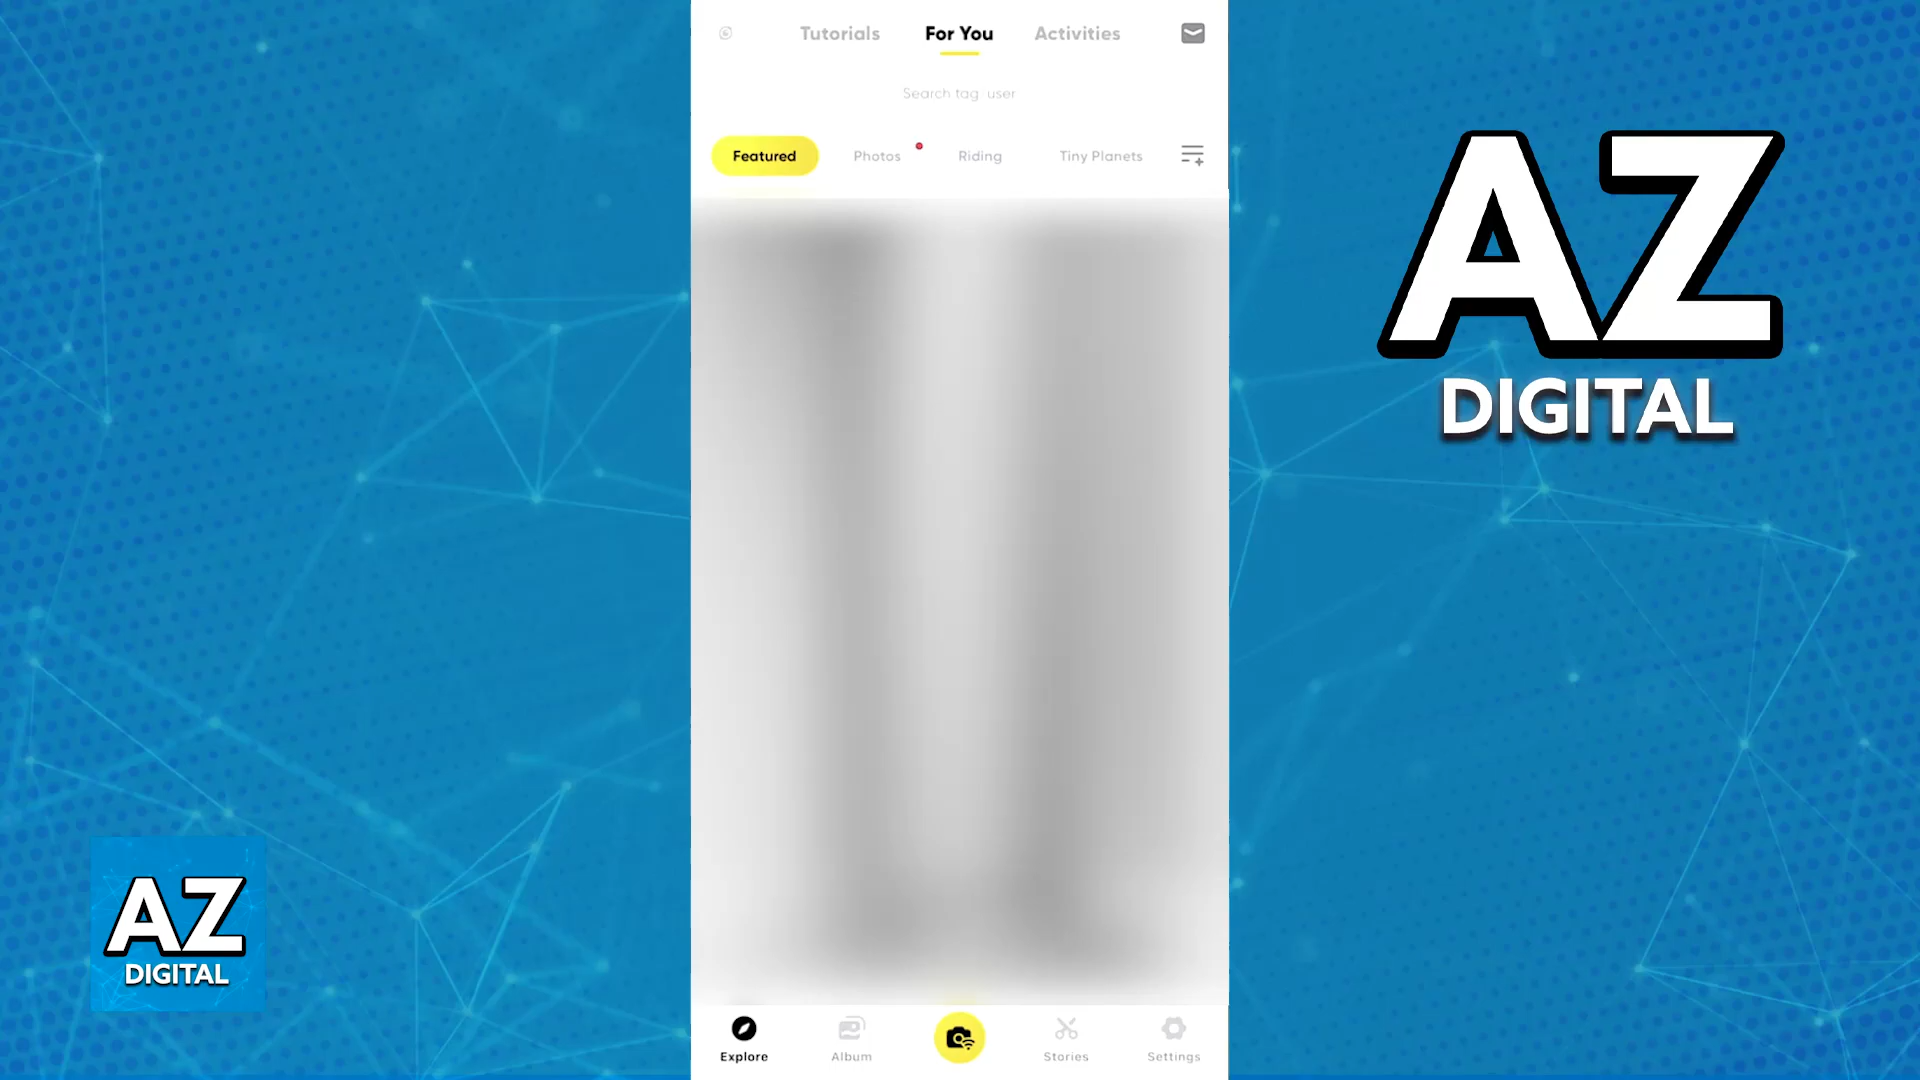 Tutorials
For You
Activities
Search tag user
Featured
Photos
Riding
Tiny Planets
AZ
DIGITAL
AZ
DIGITAL
Explore
Album
Stories
Settings